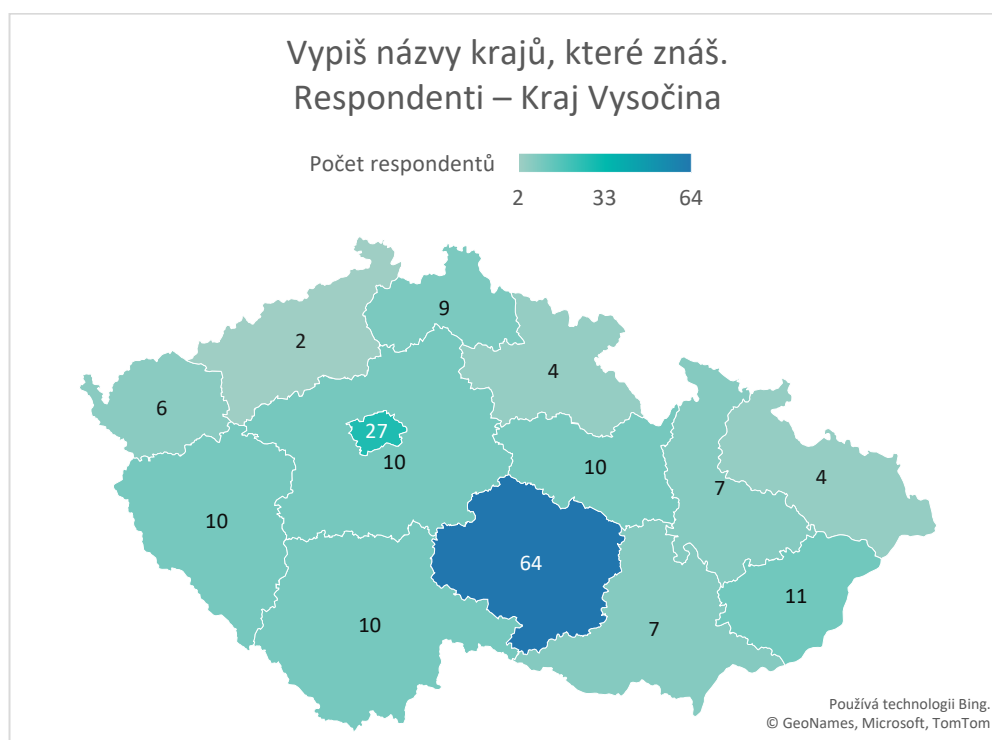 Vypiš názvy krajů, které znáš.
Respondenti – Kraj Vysočina
Počet respondentů
2 33 64
9
2
4
6
27
10
10
7
4
10
64
11
10
7
Používá technologii Bing.
© GeoNames, Microsoft, TomTom